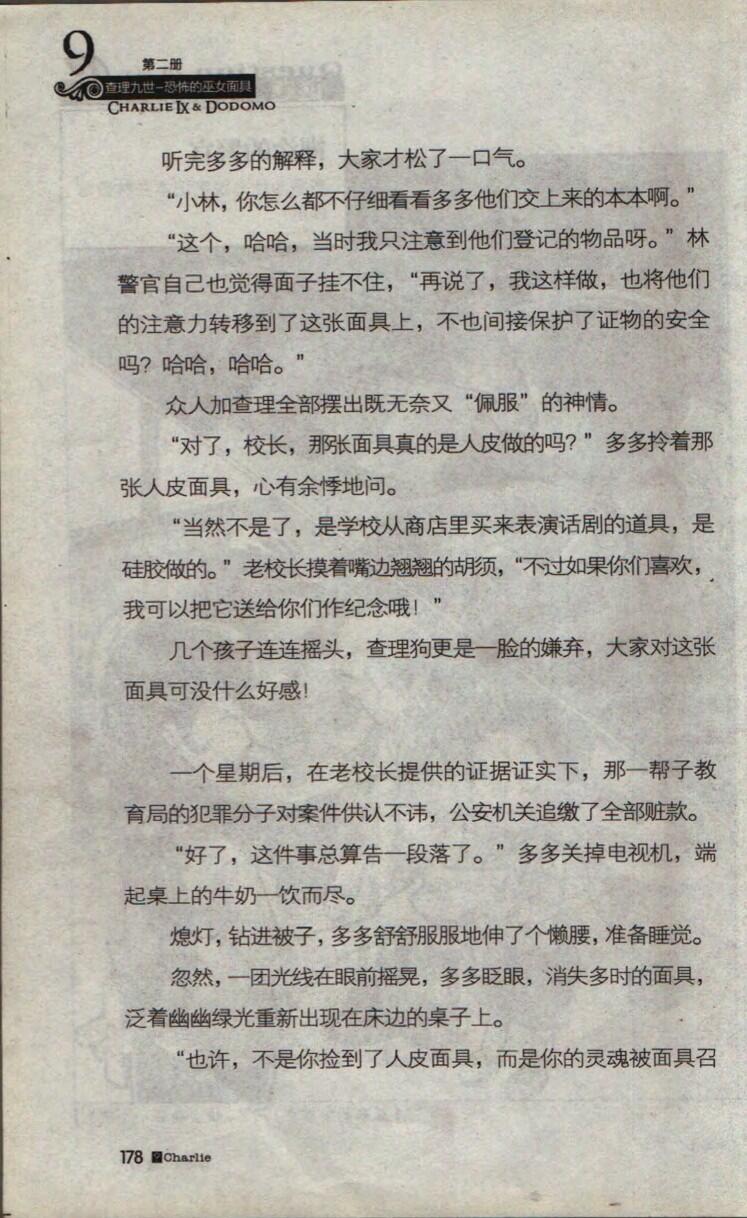 9
第二册
查理九世-恐怖的巫女面具
CHARLIE IX & DODOMO
听完多多的解释，大家才松了一口气。
“小林，你怎么都不仔细看看多多他们交上来的本本啊。”
“这个，哈哈，当时我只注意到他们登记的物品呀。”林
警官自己也觉得面子挂不住，“再说了，我这样做，也将他们
的注意力转移到了这张面具上，不也间接保护了证物的安全
吗？哈哈，哈哈。”
众人加查理全部摆出既无奈又“佩服”的神情。
“对了，校长，那张面具真的是人皮做的吗？”多多拎着那
张人皮面具，心有余悸地问。
“当然不是了，是学校从商店里买来表演话剧的道具，是
硅胶做的。”老校长摸着嘴边翘翘的胡须，“不过如果你们喜欢，
我可以把它送给你们作纪念哦！”
几个孩子连连摇头，查理狗更是一脸的嫌弃，大家对这张
面具可没什么好感！
一个星期后，在老校长提供的证据证实下，那一帮子教
育局的犯罪分子对案件供认不讳，公安机关追缴了全部赃款。
“好了，这件事总算告一段落了。”多多关掉电视机，端
起桌上的牛奶一饮而尽。
熄灯，钻进被子，多多舒舒服服地伸了个懒腰，准备睡觉。
忽然，一团光线在眼前摇晃，多多眨眼，消失多时的面具，
泛着幽幽绿光重新出现在床边的桌子上。
“也许，不是你捡到了人皮面具，而是你的灵魂被面具召
178 Charlie